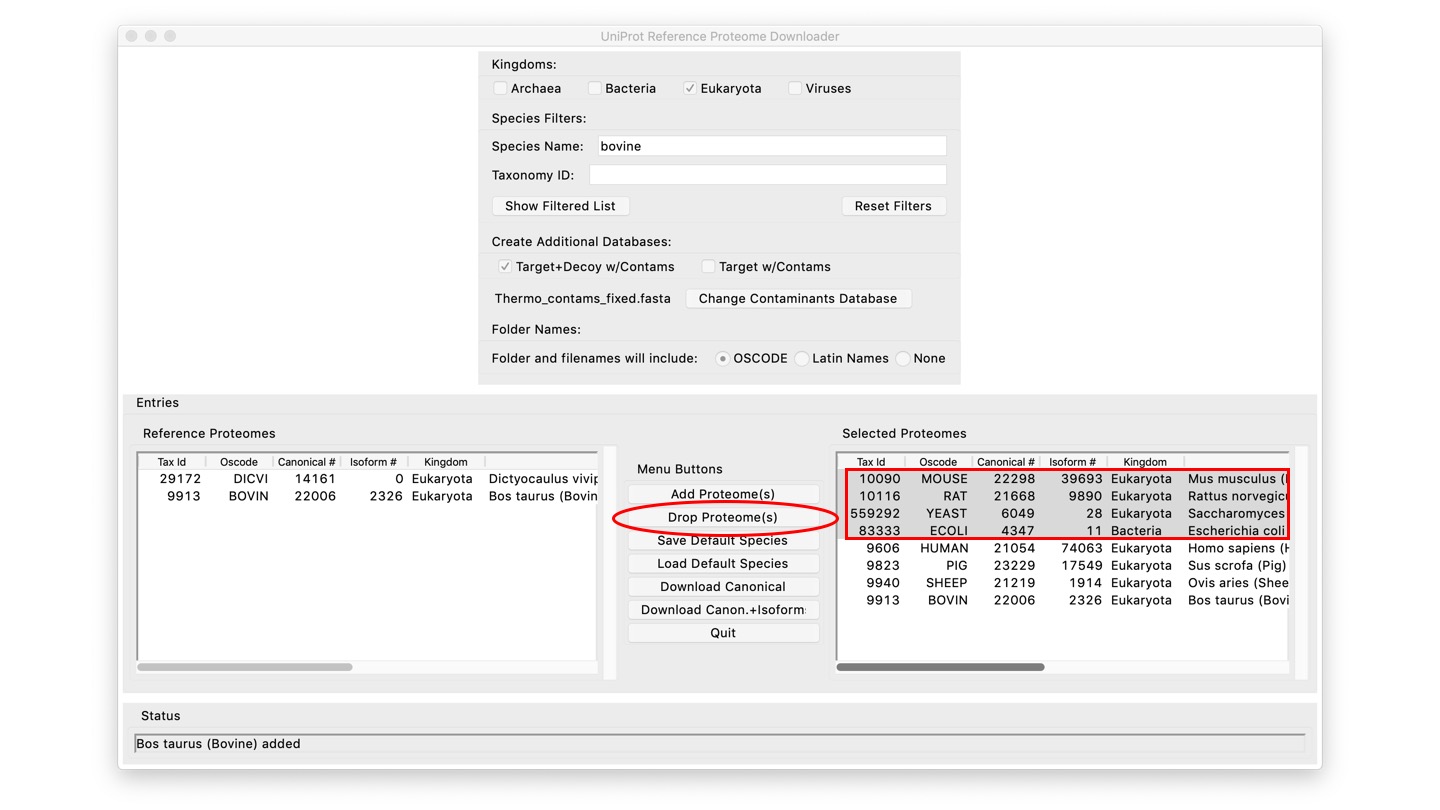 UniProt Reference Proteome Downloader
Kingdoms:
Archaea Bacteria Eukaryota Viruses
Species Filters:
Species Name: bovine
Taxonomy ID:
Show Filtered List Reset Filters
Create Additional Databases:
Target+Decoy w/Contams Target w/Contams
Thermo_contams_fixed.fasta Change Contaminants Database
Folder Names:
Folder and filenames will include: OSCODE Latin Names None
Entries
Reference Proteomes
Tax Id Oscode Canonical # Isoform # Kingdom
29172 DICVI 14161 0 Eukaryota Dictyocaulus vivip
9913 BOVIN 22006 2326 Eukaryota Bos taurus (Bovin
Menu Buttons
Add Proteome(s)
Drop Proteome(s)
Save Default Species
Load Default Species
Download Canonical
Download Canon.+Isoform
Quit
Selected Proteomes
Tax Id Oscode Canonical # Isoform # Kingdom
10090 MOUSE 22298 39693 Eukaryota Mus musculus (
10116 RAT 21668 9890 Eukaryota Rattus norvegic
559292 YEAST 6049 28 Eukaryota Saccharomyces
83333 ECOLI 4347 11 Bacteria Escherichia coli
9606 HUMAN 21054 74063 Eukaryota Homo sapiens (H
9823 PIG 23229 17549 Eukaryota Sus scrofa (Pig)
9940 SHEEP 21219 1914 Eukaryota Ovis aries (Shee
9913 BOVIN 22006 2326 Eukaryota Bos taurus (Bovi
Status
Bos taurus (Bovine) added